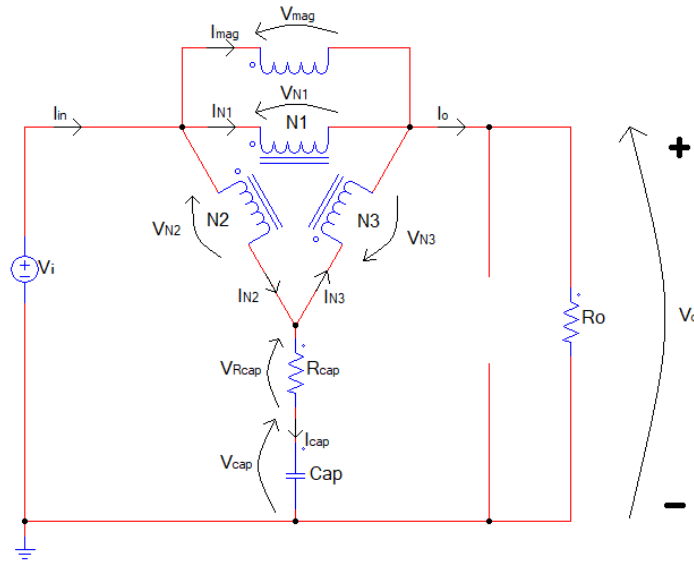 Vmag
Imag
VN1
Iin
IN1
N1
Io
+
N2
N3
VN2
VN3
Vi
IN2
IN3
Ro
VRcap
Rcap
Icap
Vcap
Cap
−